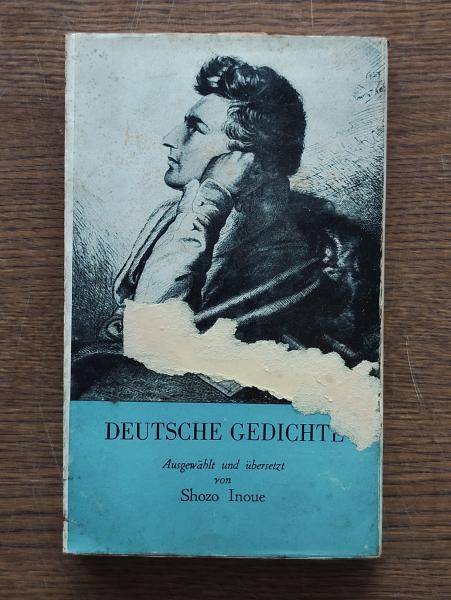 DEUTSCHE GEDICHTE
Ausgewählt und übersetzt
von
Shozo Inoue